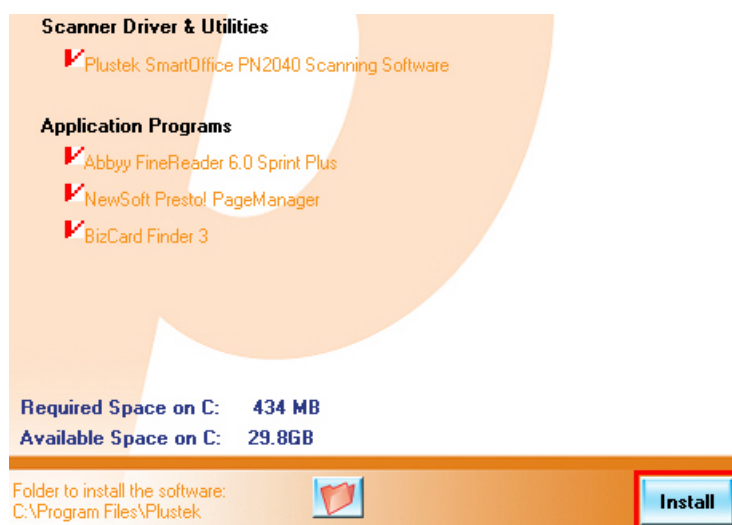 Scanner Driver & Utilities
Plustek SmartOffice PN2040 Scanning Software
Application Programs
Abbyy FineReader 6.0 Sprint Plus
NewSoft Presto! PageManager
BizCard Finder 3
Required Space on C: 434 MB
Available Space on C: 29.8GB
Folder to install the software:
C:\Program Files\Plustek
Install